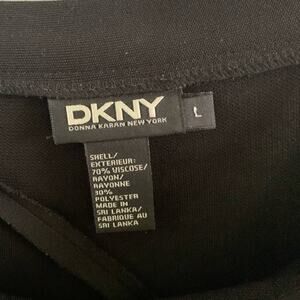 DKNY
DONNA KARAN NEW YORK
L
SHELL/
EXTERIEUR:
70% VISCOSE/
RAYON/
RAYONNE
30%
POLYESTER
MADE IN
SRI LANKA/
FABRIQUE AU
SRI LANKA